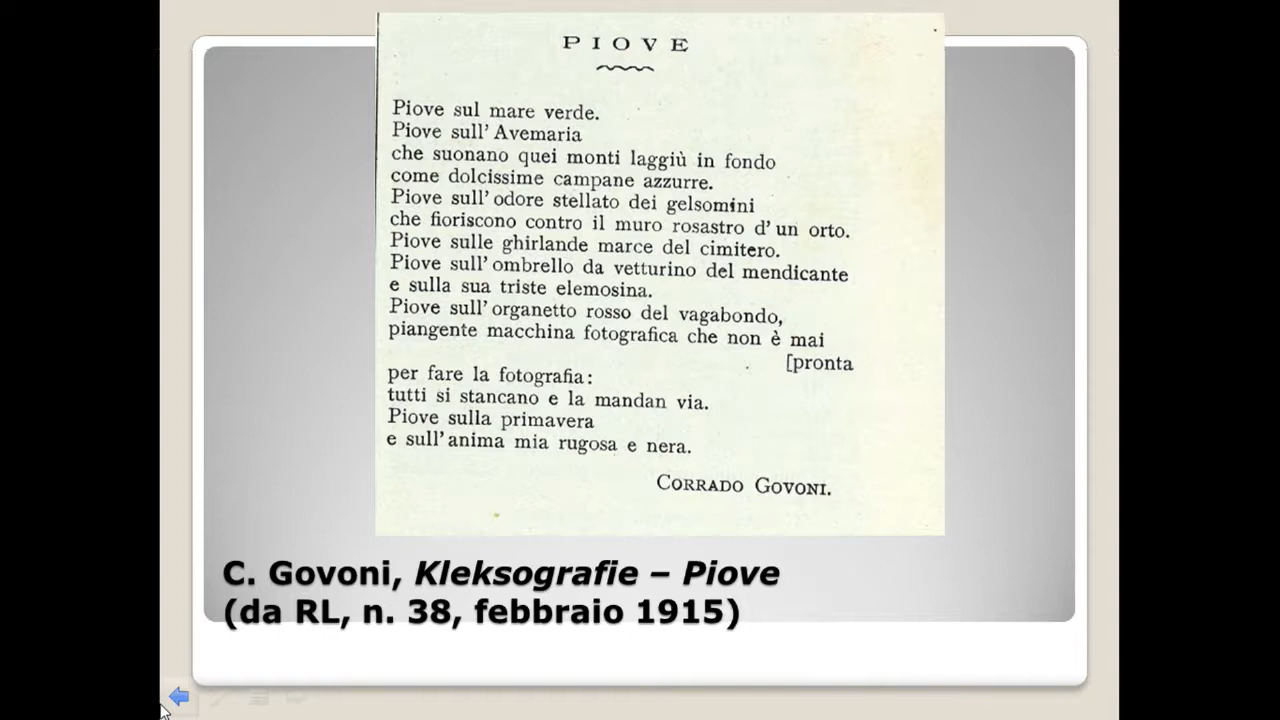 PIOVE
Piove sul mare verde.
Piove sull'Avemaria
che suonano quei monti laggiù in fondo
come dolcissime campane azzurre.
Piove sull'odore stellato dei gelsomini
che fioriscono contro il muro rosastro d'un orto.
Piove sulle ghirlande marce del cimitero.
Piove sull'ombrello da vetturino del mendicante
e sulla sua triste elemosina.
Piove sull'organetto rosso del vagabondo,
piangente macchina fotografica che non è mai
[pronta
per fare la fotografia:
tutti si stancano e la mandan via.
Piove sulla primavera
e sull'anima mia rugosa e nera.
CORRADO GOVONI.
C. Govoni, Kleksografie – Piove
(da RL, n. 38, febbraio 1915)